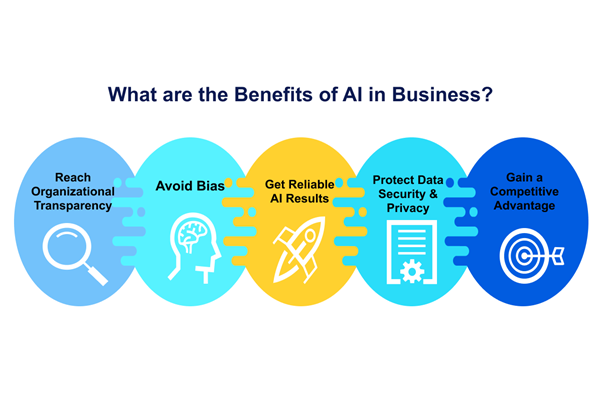 What are the Benefits of AI in Business?
Reach
Organizational
Transparency
Avoid Bias
Get Reliable
AI Results
Protect Data
Security &
Privacy
Gain a
Competitive
Advantage